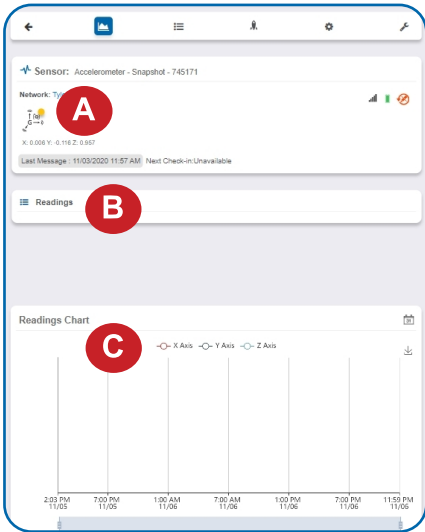 Sensor: Accelerometer - Snapshot - 745171
Network:
A
X: 0.006 Y: -0.116 Z: 0.957
Last Message : 11/03/2020 11:57 AM Next Check-in:Unavailable
Readings
B
Readings Chart
C
X Axis Y Axis Z Axis
2:03 PM 7:00 PM 1:00 AM 7:00 AM 1:00 PM 7:00 PM 11:59 PM
11/05 11/05 11/06 11/06 11/06 11/06 11/06